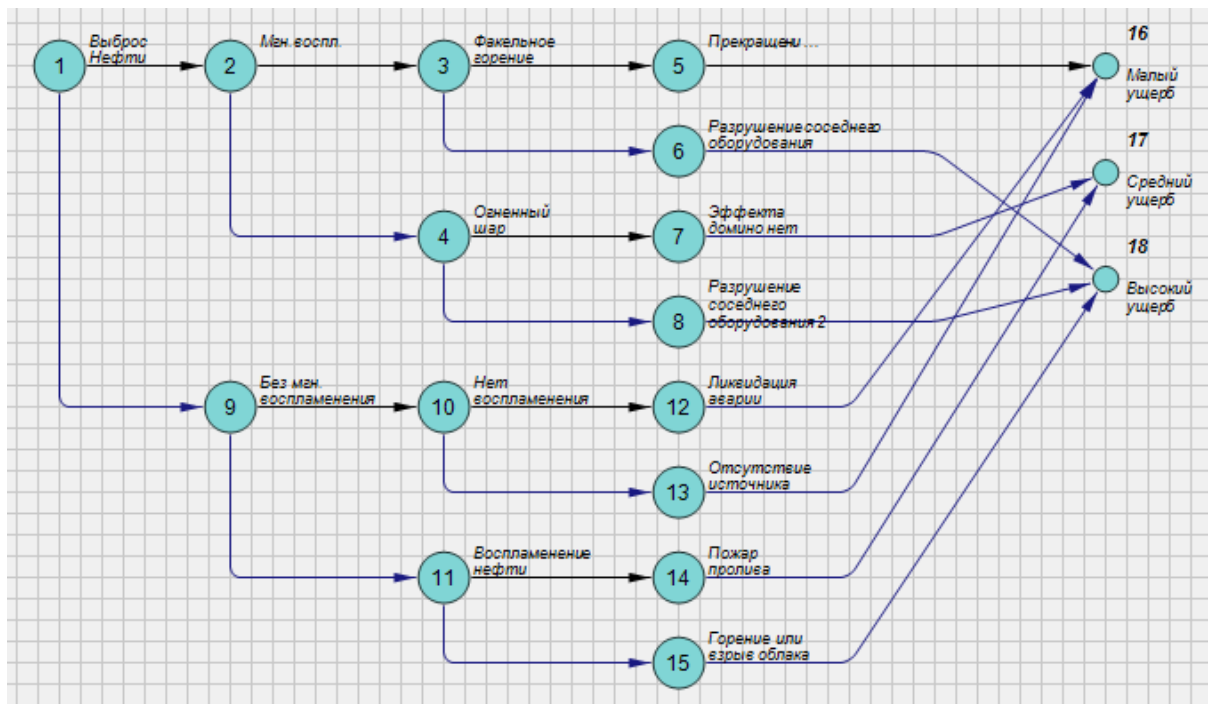 1
Выброс
Нефти
2
Мгн. воспл.
3
Факельное
горение
5
Прекращени ...
16
Малый
ущерб
6
Разрушение соседнего
оборудования
17
Средний
ущерб
4
Огненный
шар
7
Эффекта
домино нет
18
Высокий
ущерб
8
Разрушение
соседнего
оборудования 2
9
Без мгн.
воспламенения
10
Нет
воспламенения
12
Ликвидация
аварии
13
Отсутствие
источника
11
Воспламенение
нефти
14
Пожар
пролива
15
Горение или
взрыв облака